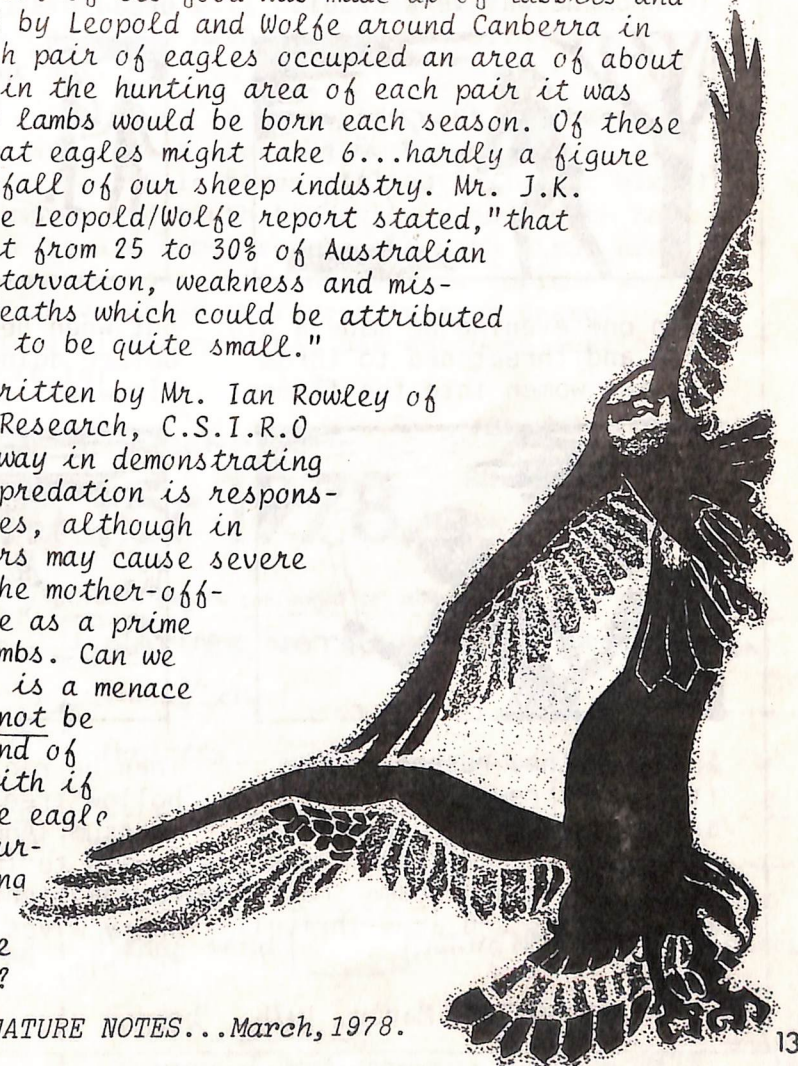 by Leopold and Wolfe around Canberra in
h pair of eagles occupied an area of about
in the hunting area of each pair it was
lambs would be born each season. Of these
at eagles might take 6...hardly a figure
fall of our sheep industry. Mr. J.K.
e Leopold/Wolfe report stated,"that
t from 25 to 30% of Australian
tarvation, weakness and mis-
eaths which could be attributed
to be quite small."
ritten by Mr. Ian Rowley of
Research, C.S.I.R.O
way in demonstrating
predation is respons-
es, although in
rs may cause severe
he mother-off-
e as a prime
mbs. Can we
is a menace
not be
nd of
ith if
e eagle
ur-
ng
e
?
NATURE NOTES...March,1978.
13